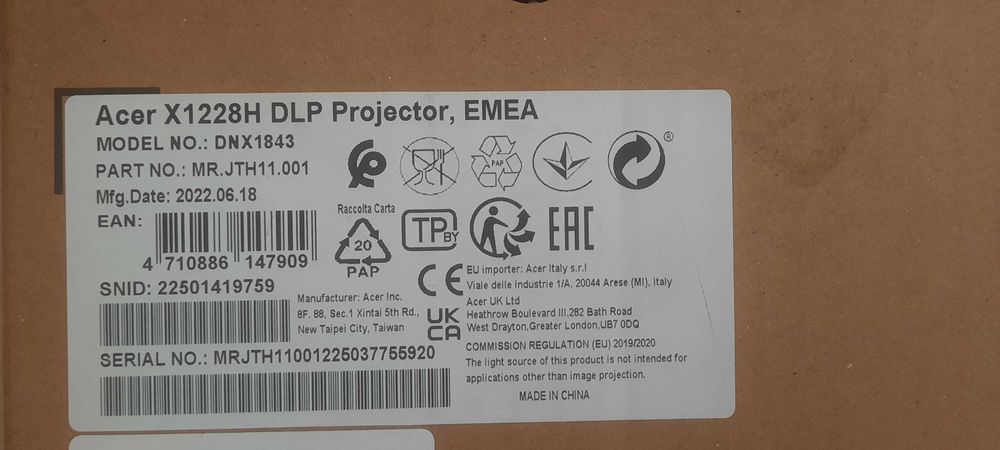 Acer X1228H DLP Projector, EMEA
MODEL NO.: DNX1843
PART NO.: MR.JTH11.001
Mfg.Date: 2022.06.18
EAN:
4 710886 147909
SNID: 22501419759
Manufacturer: Acer Inc.
8F. 88, Sec.1 Xintai 5th Rd.,
New Taipei City, Taiwan
SERIAL NO.: MRJTH11001225037755920
PAP
®
Raccolta Carta
20
PAP
TP BY
EAC
CE
UK
CA
EU importer: Acer Italy s.r.l
Viale delle Industrie 1/A, 20044 Arese (MI), Italy
Acer UK Ltd
Heathrow Boulevard III,282 Bath Road
West Drayton,Greater London,UB7 0DQ
COMMISSION REGULATION (EU) 2019/2020
The light source of this product is not intended for
applications other than image projection.
MADE IN CHINA